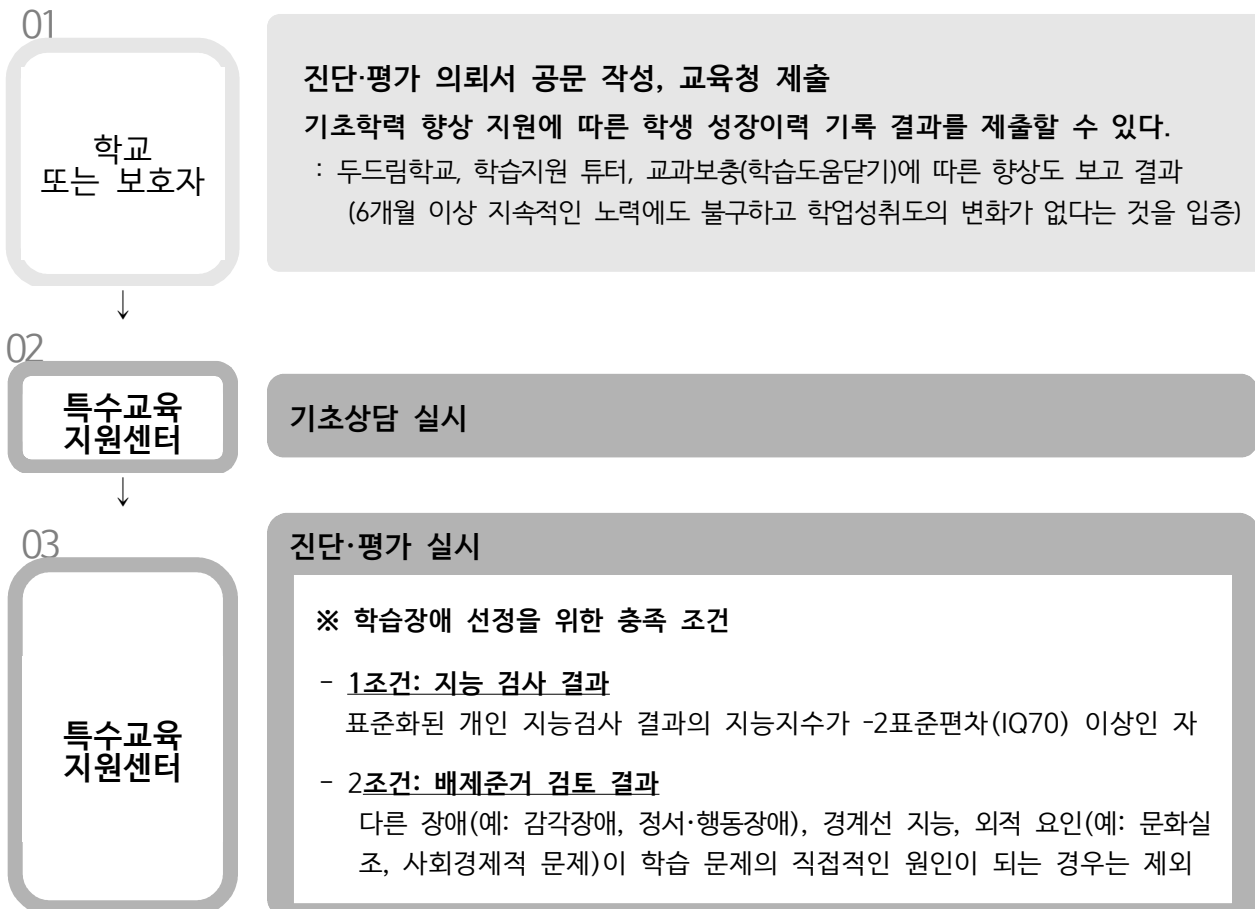 01
학교
또는 보호자
진단·평가 의뢰서 공문 작성, 교육청 제출
기초학력 향상 지원에 따른 학생 성장이력 기록 결과를 제출할 수 있다.
: 두드림학교, 학습지원 튜터, 교과보충(학습도움닫기)에 따른 향상도 보고 결과
(6개월 이상 지속적인 노력에도 불구하고 학업성취도의 변화가 없다는 것을 입증)
↓
02
특수교육
지원센터
기초상담 실시
↓
03
특수교육
지원센터
진단·평가 실시
※ 학습장애 선정을 위한 충족 조건
- 1조건: 지능 검사 결과
표준화된 개인 지능검사 결과의 지능지수가 -2표준편차(IQ70) 이상인 자
- 2조건: 배제준거 검토 결과
다른 장애(예: 감각장애, 정서·행동장애), 경계선 지능, 외적 요인(예: 문화실
조, 사회경제적 문제)이 학습 문제의 직접적인 원인이 되는 경우는 제외